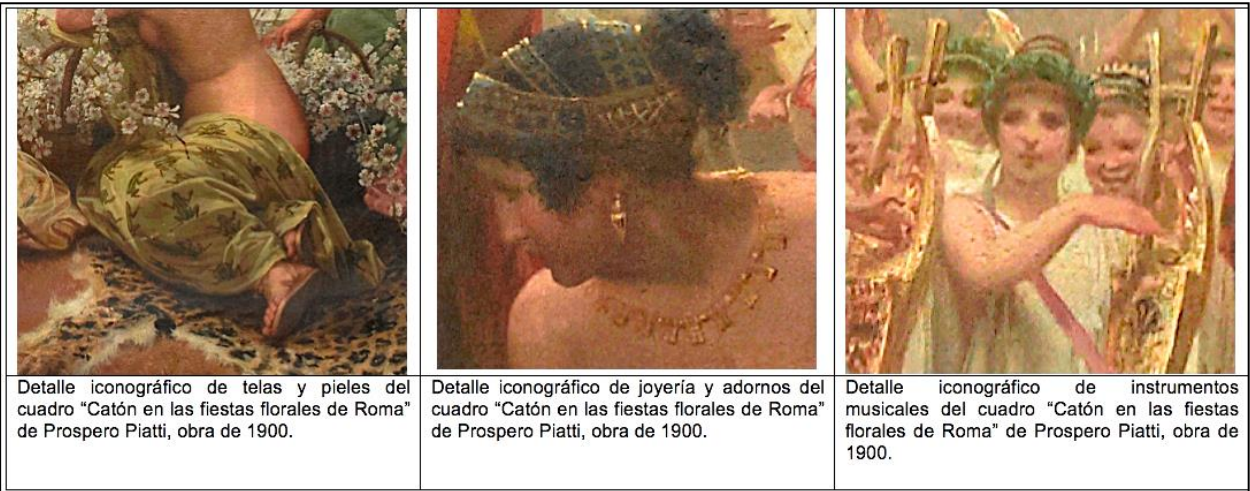 Detalle iconográfico de telas y pieles del
cuadro “Catón en las fiestas florales de Roma”
de Prospero Piatti, obra de 1900.
Detalle iconográfico de joyería y adornos del
cuadro “Catón en las fiestas florales de Roma”
de Prospero Piatti, obra de 1900.
Detalle iconográfico de instrumentos
musicales del cuadro “Catón en las fiestas
florales de Roma” de Prospero Piatti, obra de
1900.